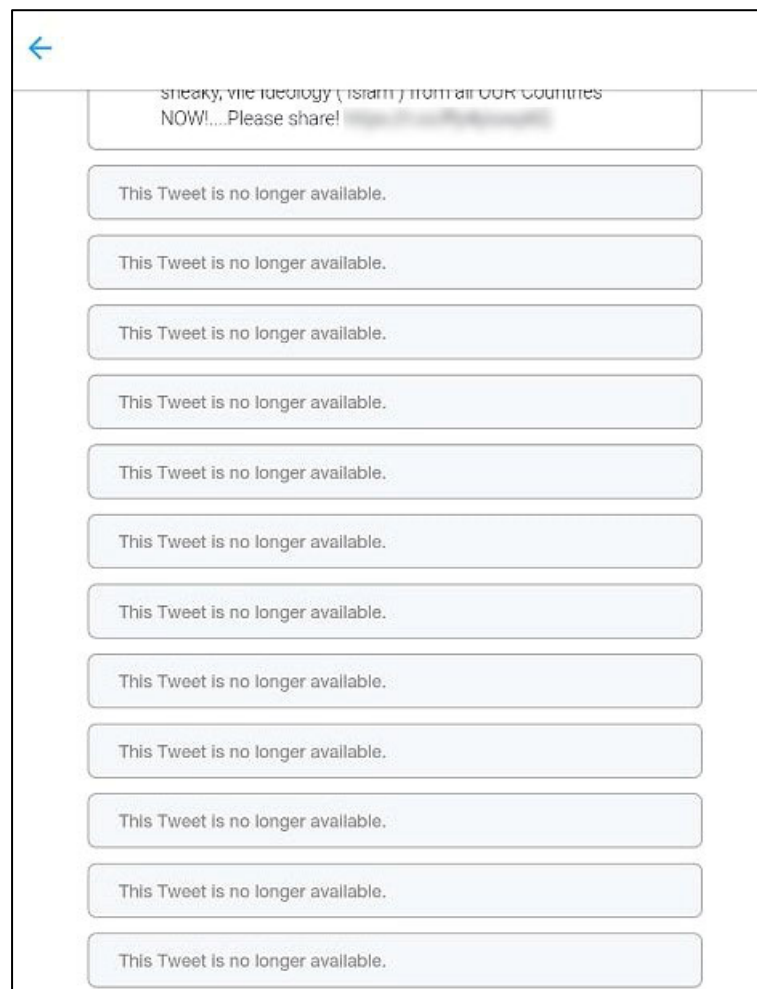 sneaky, vile ideology ( Islam ) from all OUR Countries
NOW!....Please share!
This Tweet is no longer available.
This Tweet is no longer available.
This Tweet is no longer available.
This Tweet is no longer available.
This Tweet is no longer available.
This Tweet is no longer available.
This Tweet is no longer available.
This Tweet is no longer available.
This Tweet is no longer available.
This Tweet is no longer available.
This Tweet is no longer available.
This Tweet is no longer available.